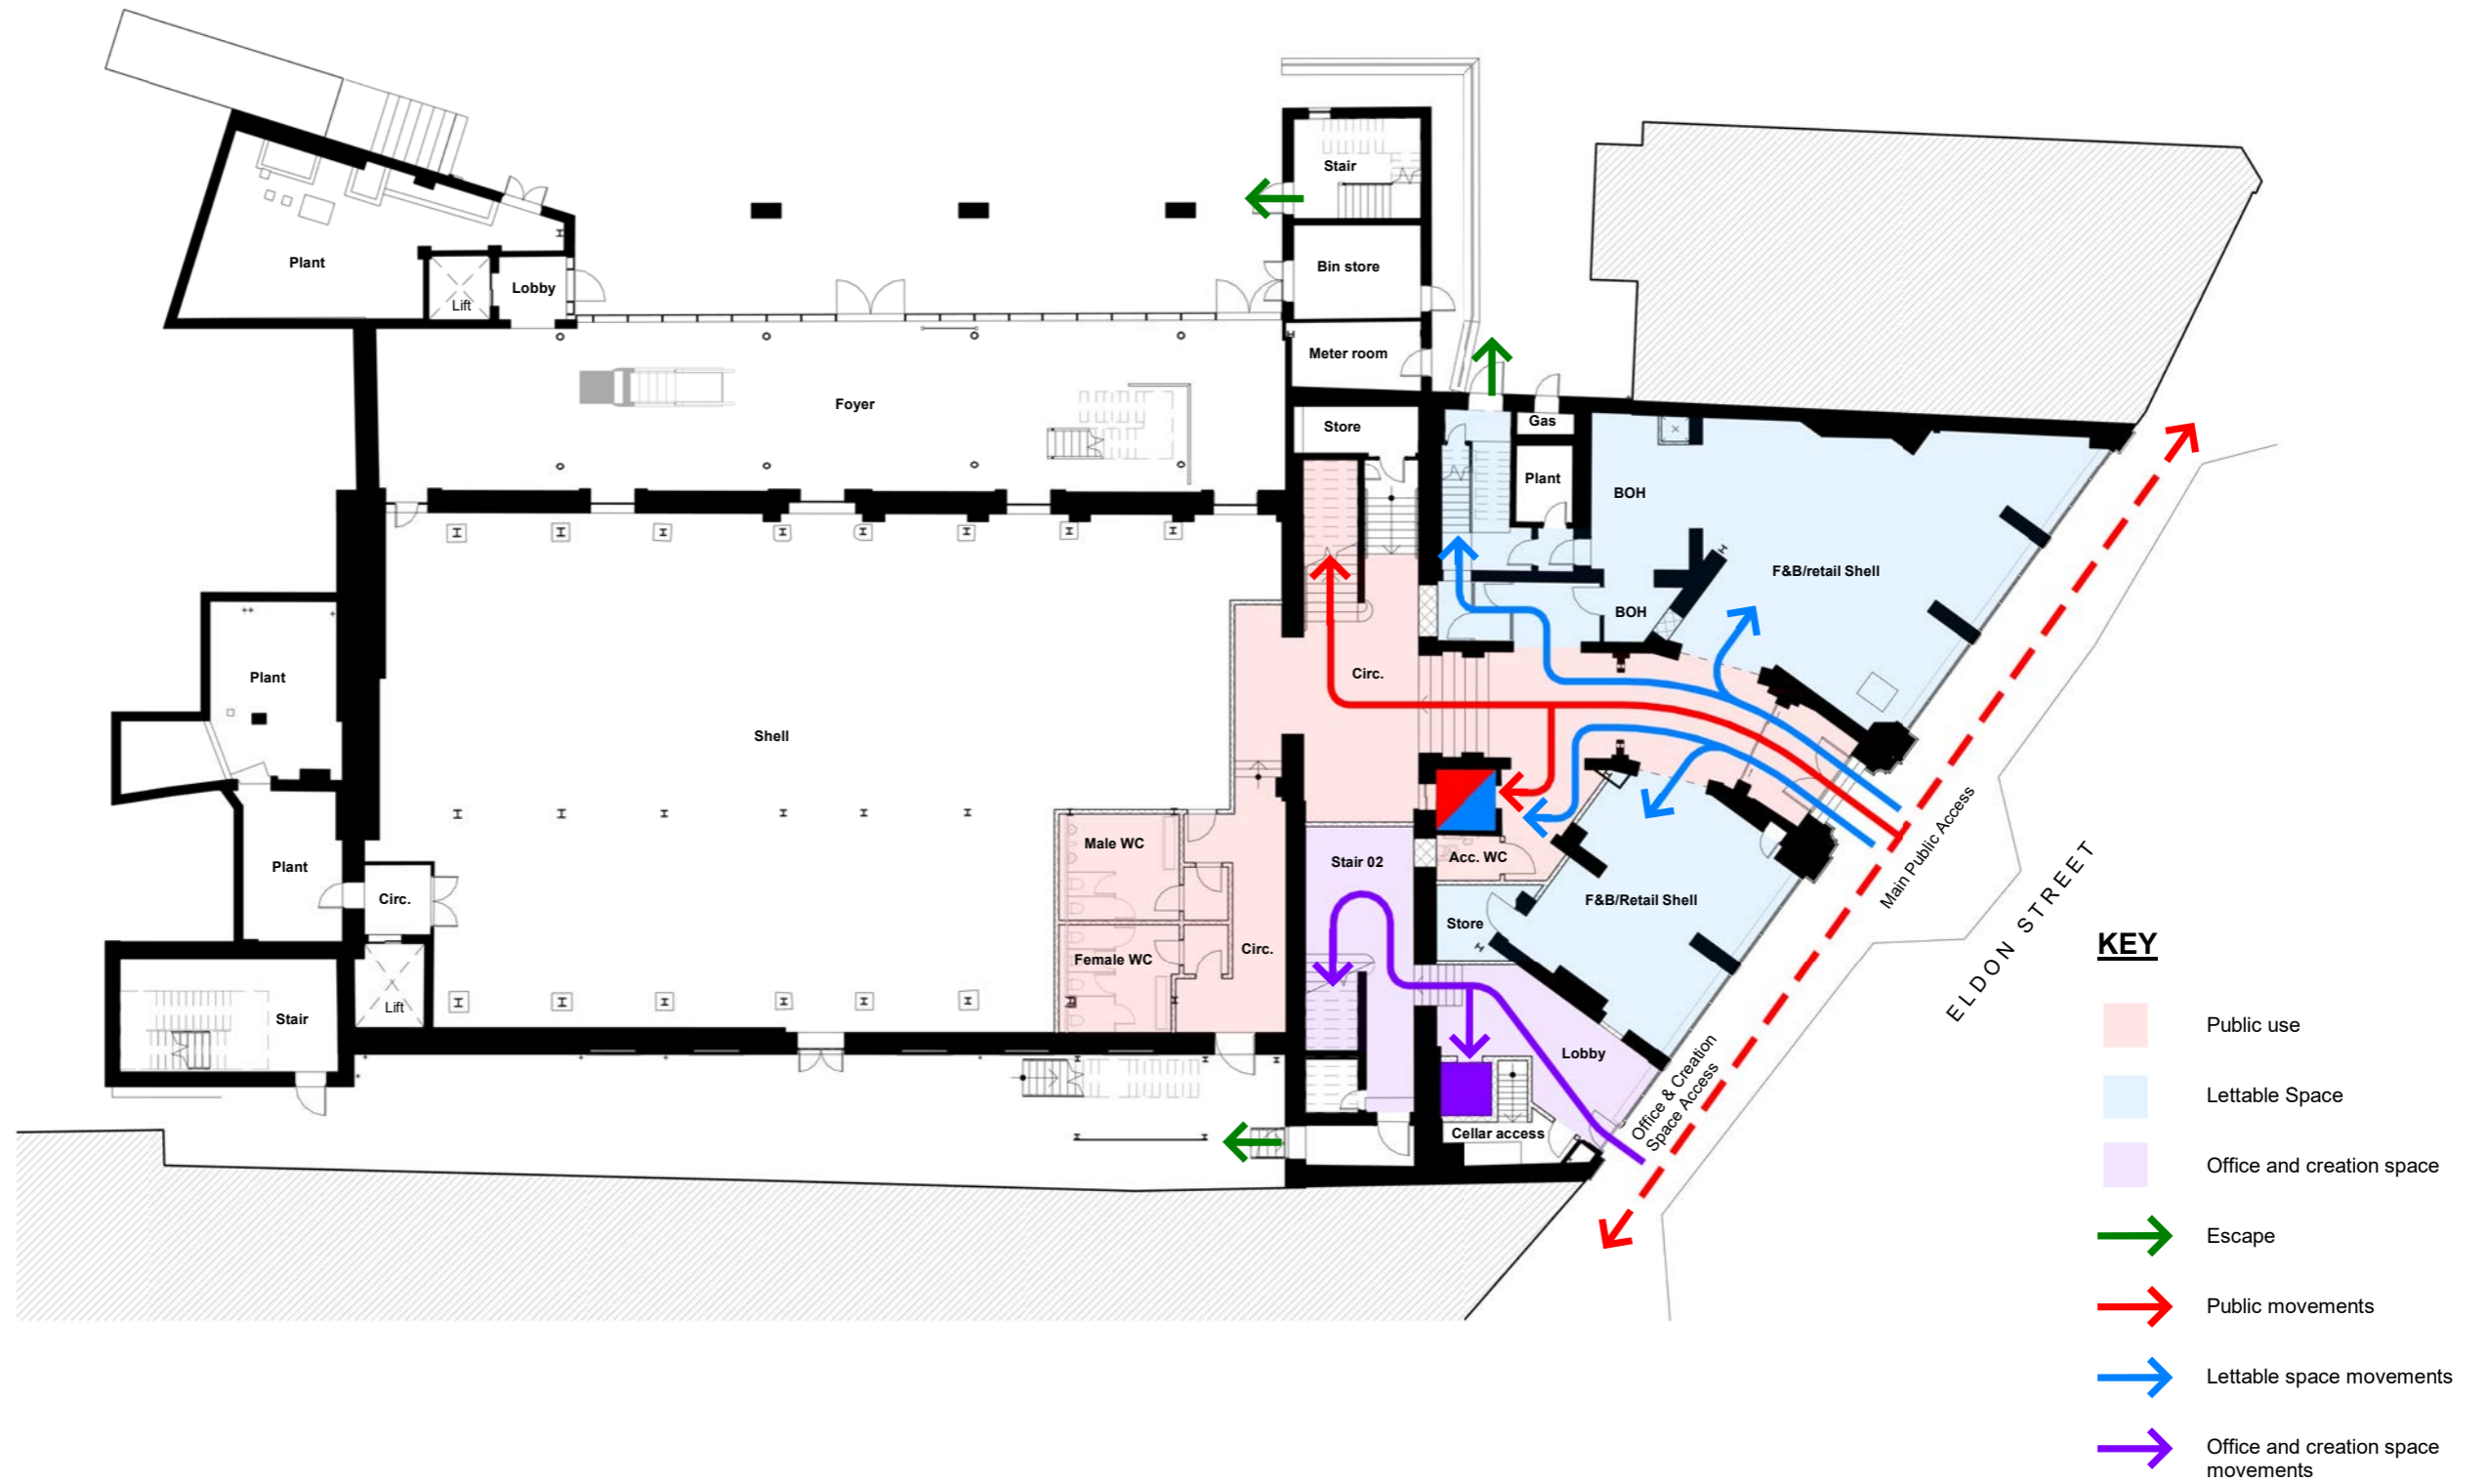 Stair
Bin store
Plant
Lobby
Lift
Meter room
Foyer
Store
Gas
Plant
BOH
F&B/retail Shell
BOH
Plant
Circ.
Shell
Male WC
Stair 02
Acc. WC
Plant
Circ.
F&B/Retail Shell
Store
Main Public Access
ELDON STREET
Female WC
Circ.
Lift
Stair
Lobby
Office & Creation
Space Access
Cellar access
KEY
Public use
Lettable Space
Office and creation space
Escape
Public movements
Lettable space movements
Office and creation space
movements